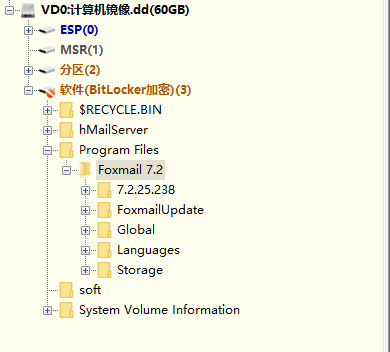 VD0:计算机镜像.dd(60GB)
ESP(0)
MSR(1)
分区(2)
软件(BitLocker加密)(3)
$RECYCLE.BIN
hMailServer
Program Files
Foxmail 7.2
7.2.25.238
FoxmailUpdate
Global
Languages
Storage
soft
System Volume Information